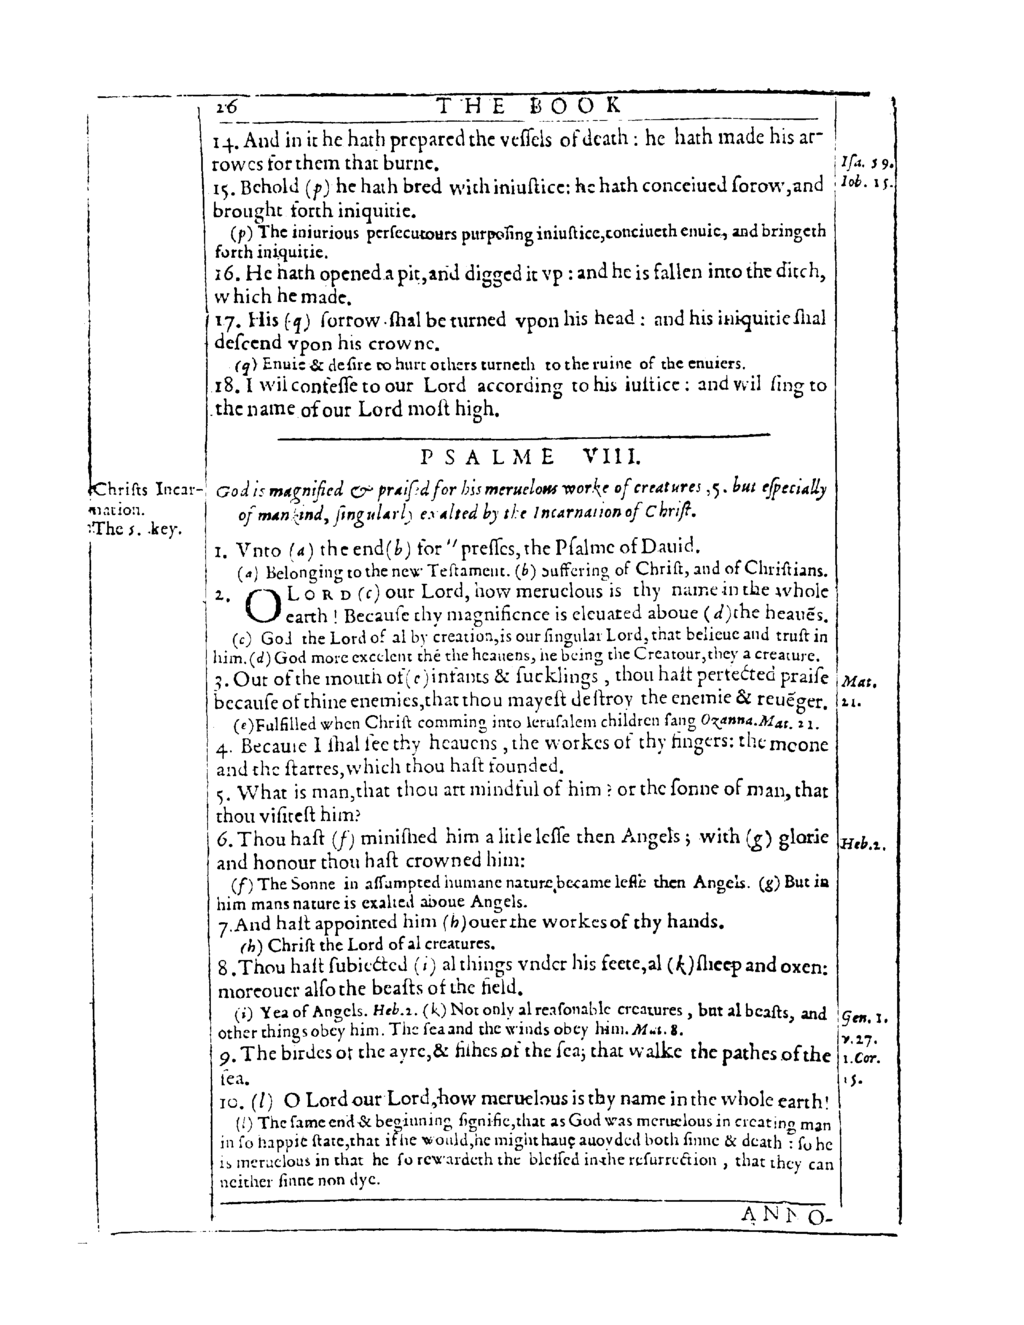 26 THE BOOK
14. And in it he hath prepared the veſſels of death : he hath made his ar-
rowes for them that burne.
Iſa. 59.
15. Behold (p) he hath bred with iniuſtice: he hath conceiued ſorow,and
Iob. 15.
brought forth iniquitie.
(p) The iniurious perſecutours purpoſing iniuſtice,conciueth enuie, and bringeth
forth iniquitie.
16. He hath opened a pit,and digged it vp : and he is fallen into the ditch,
which he made.
17. His (q) ſorrow ſhal be turned vpon his head : and his iniquitie ſhal
deſcend vpon his crowne.
(q) Enuie & deſire to hurt others turneth to the ruine of the enuiers.
18. I wil confeſſe to our Lord according to his iuſtice : and wil ſing to
the name of our Lord moſt high.
PSALME VIII.
Chriſts Incar-
nation.
The 5. key.
God is magnified & praiſed for his meruelous worke of creatures ,5. but eſpecially
of mankind, ſingularly exalted by the Incarnation of Chriſt.
1. Vnto (a) the end(b) for "preſſes, the Pſalme of Dauid.
(a) Belonging to the new Teſtament. (b) Suffering of Chriſt, and of Chriſtians.
2. O LORD (c) our Lord, how meruelous is thy name in the whole
earth ! Becauſe thy magnificnce is eleuated aboue (d)the heauēs.
(c) God the Lord of al by creation,is our ſingular Lord, that belieue and truſt in
him.(d) God more excelent thē the heauens, he being the Creatour,they a creature.
3. Out of the mouth of(e)infants & ſucklings , thou haſt perfected praiſe
Mat.
becauſe of thine enemies,that thou mayeſt deſtroy the enemie & reuēger.
21.
(e)Fulfilled when Chriſt comming into Ieruſalem children ſang Ozanna.Mat. 21.
4. Becauſe I ſhal ſee thy heauens , the workes of thy fingers: the moone
and the ſtarres,which thou haſt founded.
5. What is man,that thou art mindful of him ? or the ſonne of man, that
thou viſiteſt him?
6. Thou haſt (f) miniſhed him a litle leſſe then Angels ; with (g) glorie
Heb.2.
and honour thou haſt crowned him:
(f) The Sonne in aſſumpted humane nature,became leſſe then Angels. (g) But in
him mans nature is exalted aboue Angels.
7.And haſt appointed him (h)ouer the workes of thy hands.
(h) Chriſt the Lord of al creatures.
8.Thou haſt ſubiected (i) al things vnder his feete,al (k)ſheep and oxen:
moreouer alſo the beaſts of the field.
(i) Yea of Angels. Heb.2. (k) Not only al reaſonable creatures , but al beaſts, and
Gen. 1.
other things obey him. The ſea and the winds obey him. Mat. 8.
v.27.
9. The birdes of the ayre,& fiſhes of the ſea; that walke the pathes of the
1.Cor.
ſea.
15.
10. (l) O Lord our Lord,how meruelous is thy name in the whole earth!
(l) The ſame end & beginning ſignifie,that as God was meruelous in creating man
in ſo happie ſtate,that if he would,he might haue auoyded both ſinne & death : ſo he
is meruelous in that he ſo rewardeth the bleſſed in the reſurrection , that they can
neither ſinne non dye.
ANNO-